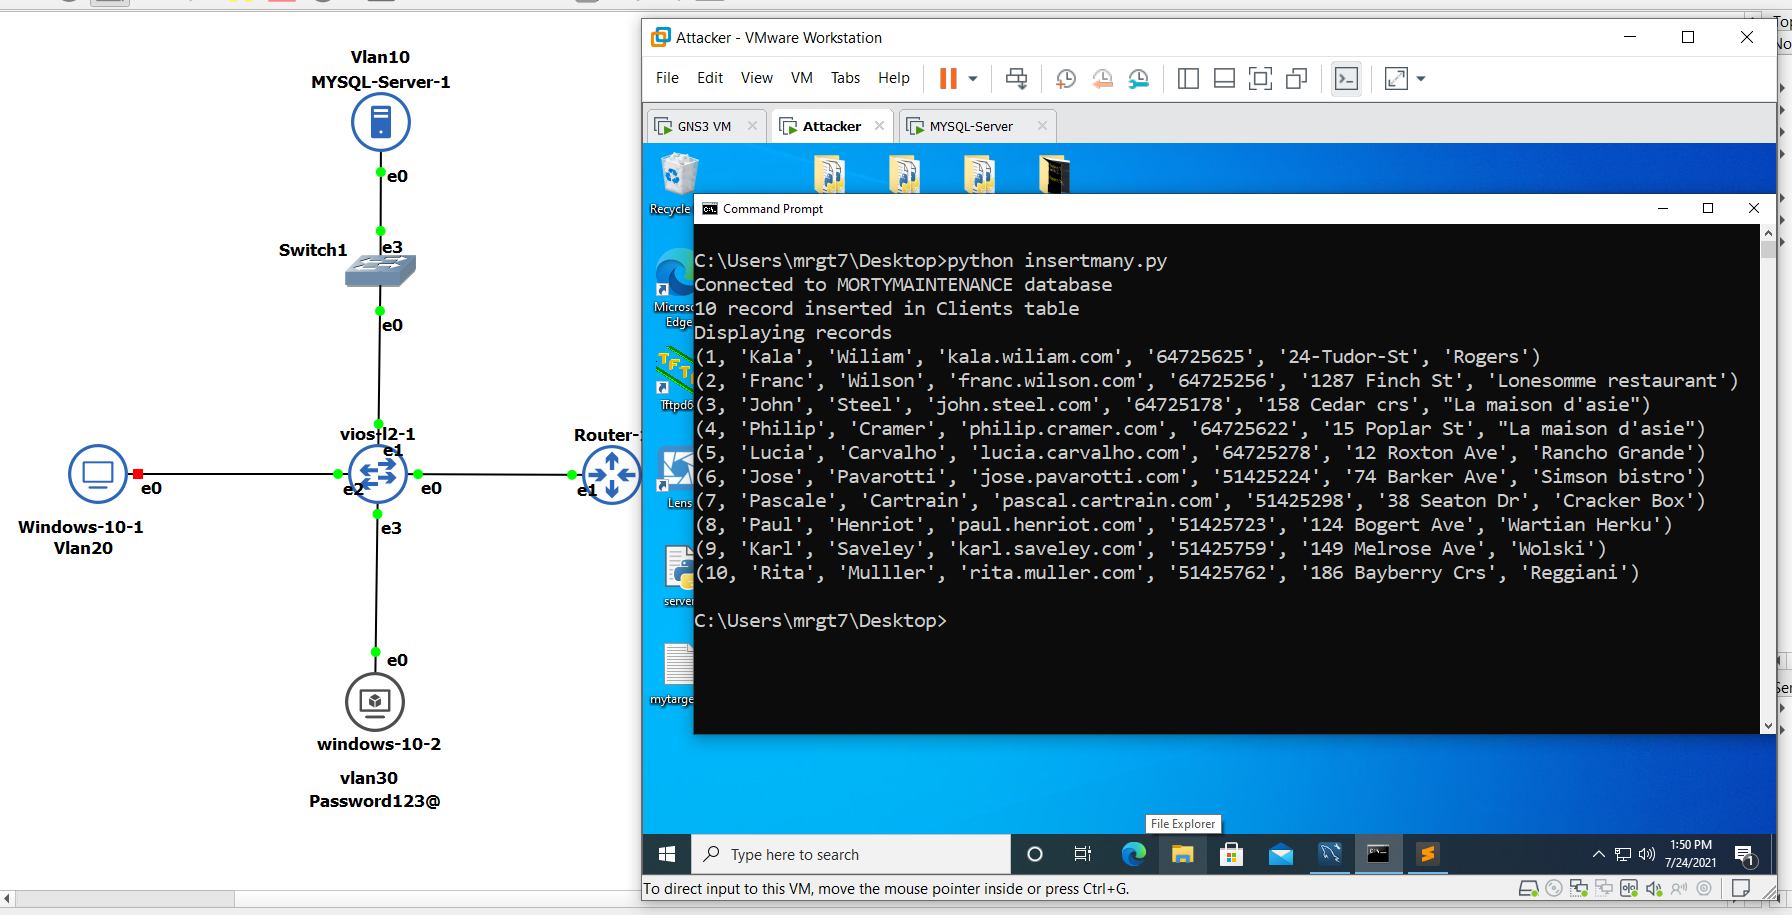 Vlan10
MYSQL-Server-1
e0
Switch1
e3
e0
vios-l2-1
e1
Router-
e0
e2
e0
e1
Windows-10-1
Vlan20
e3
e0
windows-10-2
vlan30
Password123@
Attacker - VMware Workstation
File Edit View VM Tabs Help
GNS3 VM
Attacker
MYSQL-Server
Recycle
Microso
Edge
Tftpd6
Lens
server
mytarge
Command Prompt
C:\Users\mrgt7\Desktop>python insertmany.py
Connected to MORTYMAINTENANCE database
10 record inserted in Clients table
Displaying records
(1, 'Kala', 'Wiliam', 'kala.wiliam.com', '64725625', '24-Tudor-St', 'Rogers')
(2, 'Franc', 'Wilson', 'franc.wilson.com', '64725256', '1287 Finch St', 'Lonesomme restaurant')
(3, 'John', 'Steel', 'john.steel.com', '64725178', '158 Cedar crs', "La maison d'asie")
(4, 'Philip', 'Cramer', 'philip.cramer.com', '64725622', '15 Poplar St', "La maison d'asie")
(5, 'Lucia', 'Carvalho', 'lucia.carvalho.com', '64725278', '12 Roxton Ave', 'Rancho Grande')
(6, 'Jose', 'Pavarotti', 'jose.pavarotti.com', '51425224', '74 Barker Ave', 'Simson bistro')
(7, 'Pascale', 'Cartrain', 'pascal.cartrain.com', '51425298', '38 Seaton Dr', 'Cracker Box')
(8, 'Paul', 'Henriot', 'paul.henriot.com', '51425723', '124 Bogert Ave', 'Wartian Herku')
(9, 'Karl', 'Saveley', 'karl.saveley.com', '51425759', '149 Melrose Ave', 'Wolski')
(10, 'Rita', 'Mulller', 'rita.muller.com', '51425762', '186 Bayberry Crs', 'Reggiani')
C:\Users\mrgt7\Desktop>
File Explorer
Type here to search
1:50 PM
7/24/2021
1
To direct input to this VM, move the mouse pointer inside or press Ctrl+G.